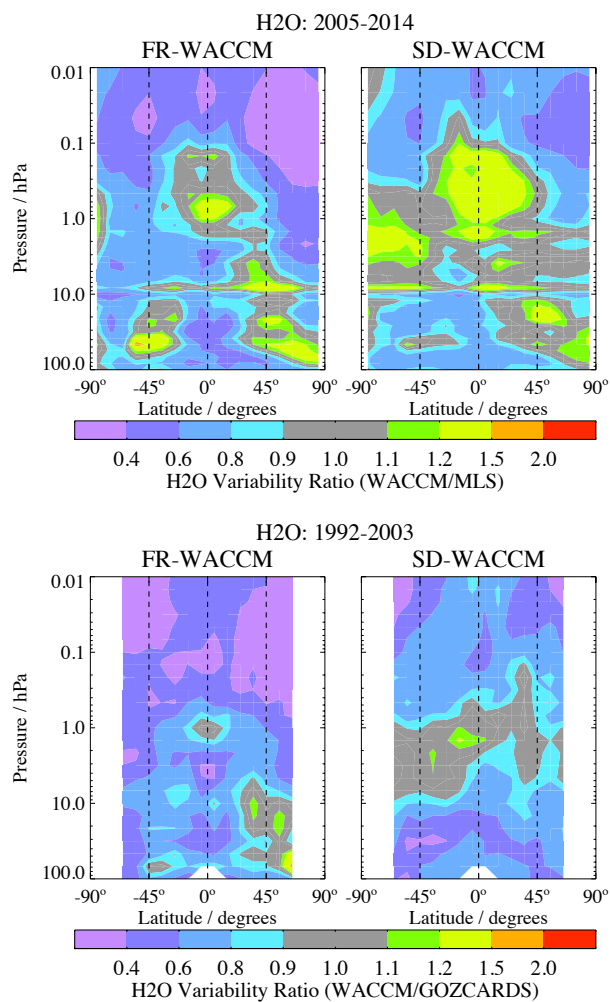 H2O: 2005-2014
FR-WACCM
SD-WACCM
Pressure / hPa
0.01
0.1
1.0
10.0
100.0
-90° -45° 0° 45° 90°
Latitude / degrees
-90° -45° 0° 45° 90°
Latitude / degrees
0.4 0.6 0.8 0.9 1.0 1.1 1.2 1.5 2.0
H2O Variability Ratio (WACCM/MLS)
H2O: 1992-2003
FR-WACCM
SD-WACCM
Pressure / hPa
0.01
0.1
1.0
10.0
100.0
-90° -45° 0° 45° 90°
Latitude / degrees
-90° -45° 0° 45° 90°
Latitude / degrees
0.4 0.6 0.8 0.9 1.0 1.1 1.2 1.5 2.0
H2O Variability Ratio (WACCM/GOZCARDS)